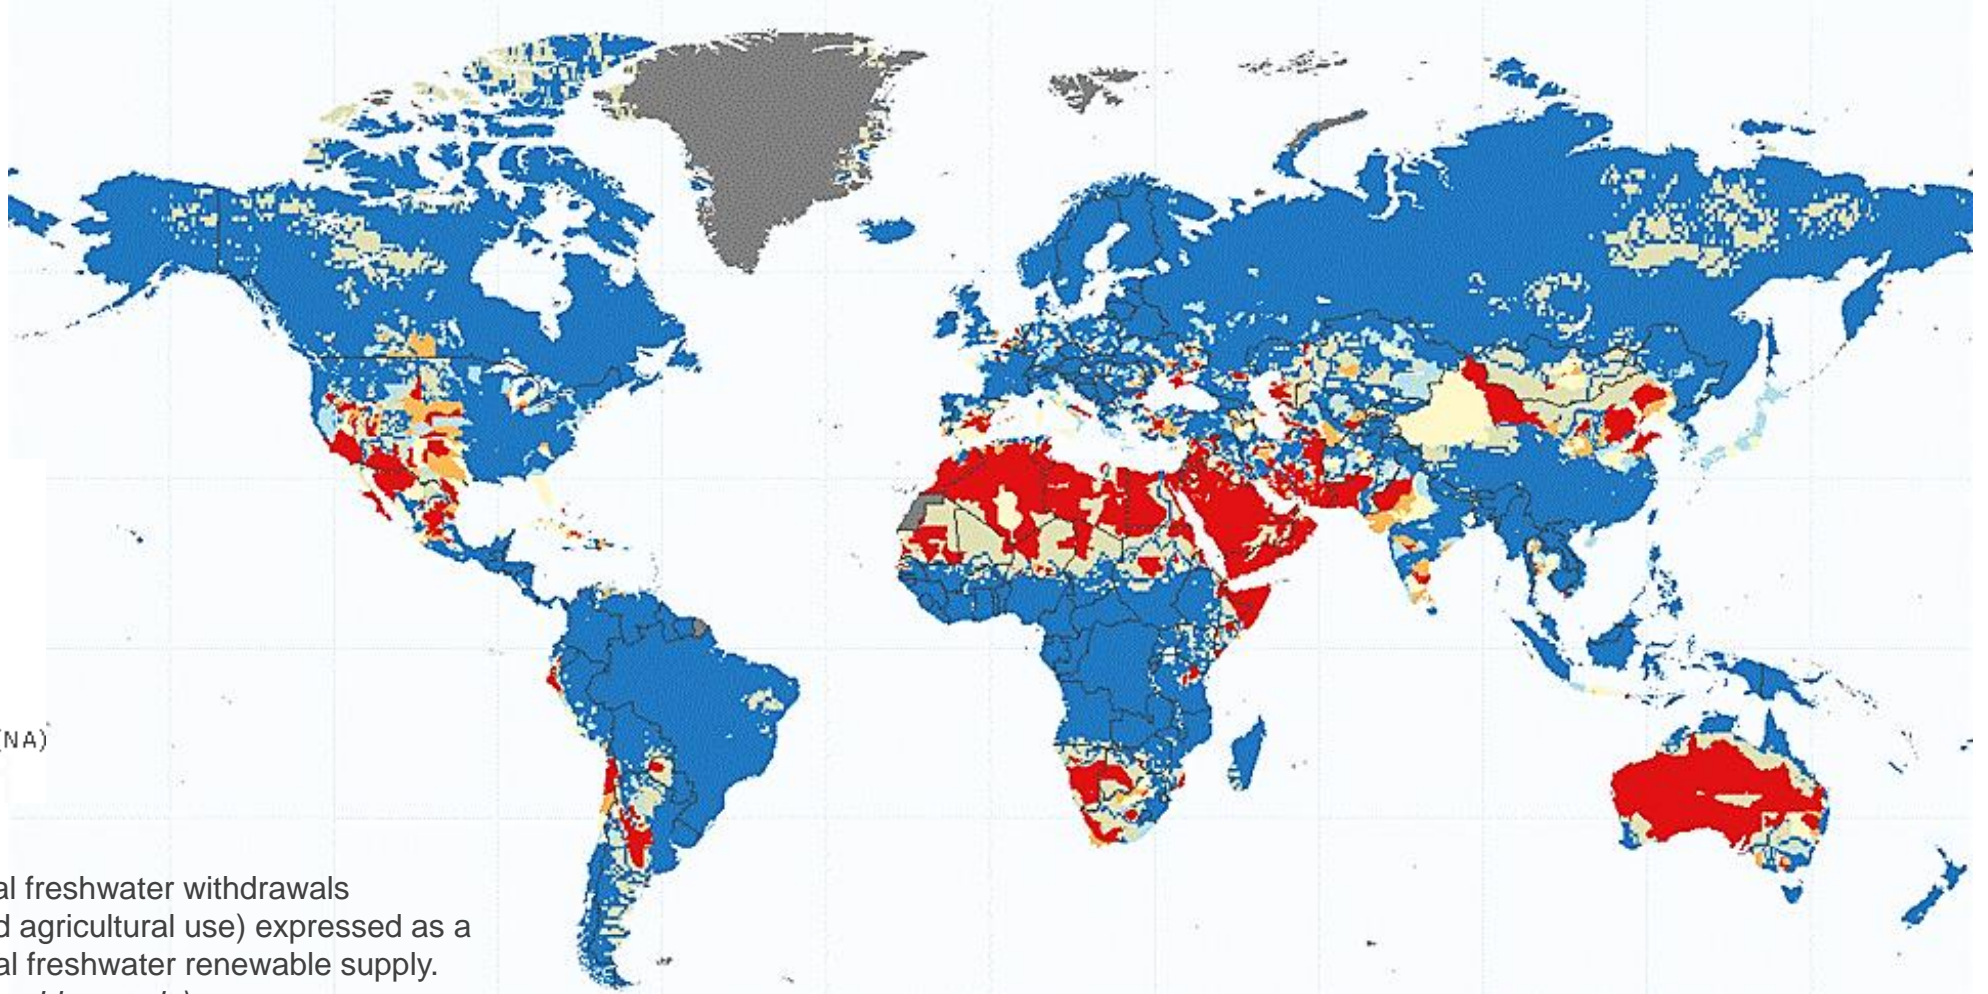 (NA)
al freshwater withdrawals
d agricultural use) expressed as a
al freshwater renewable supply.